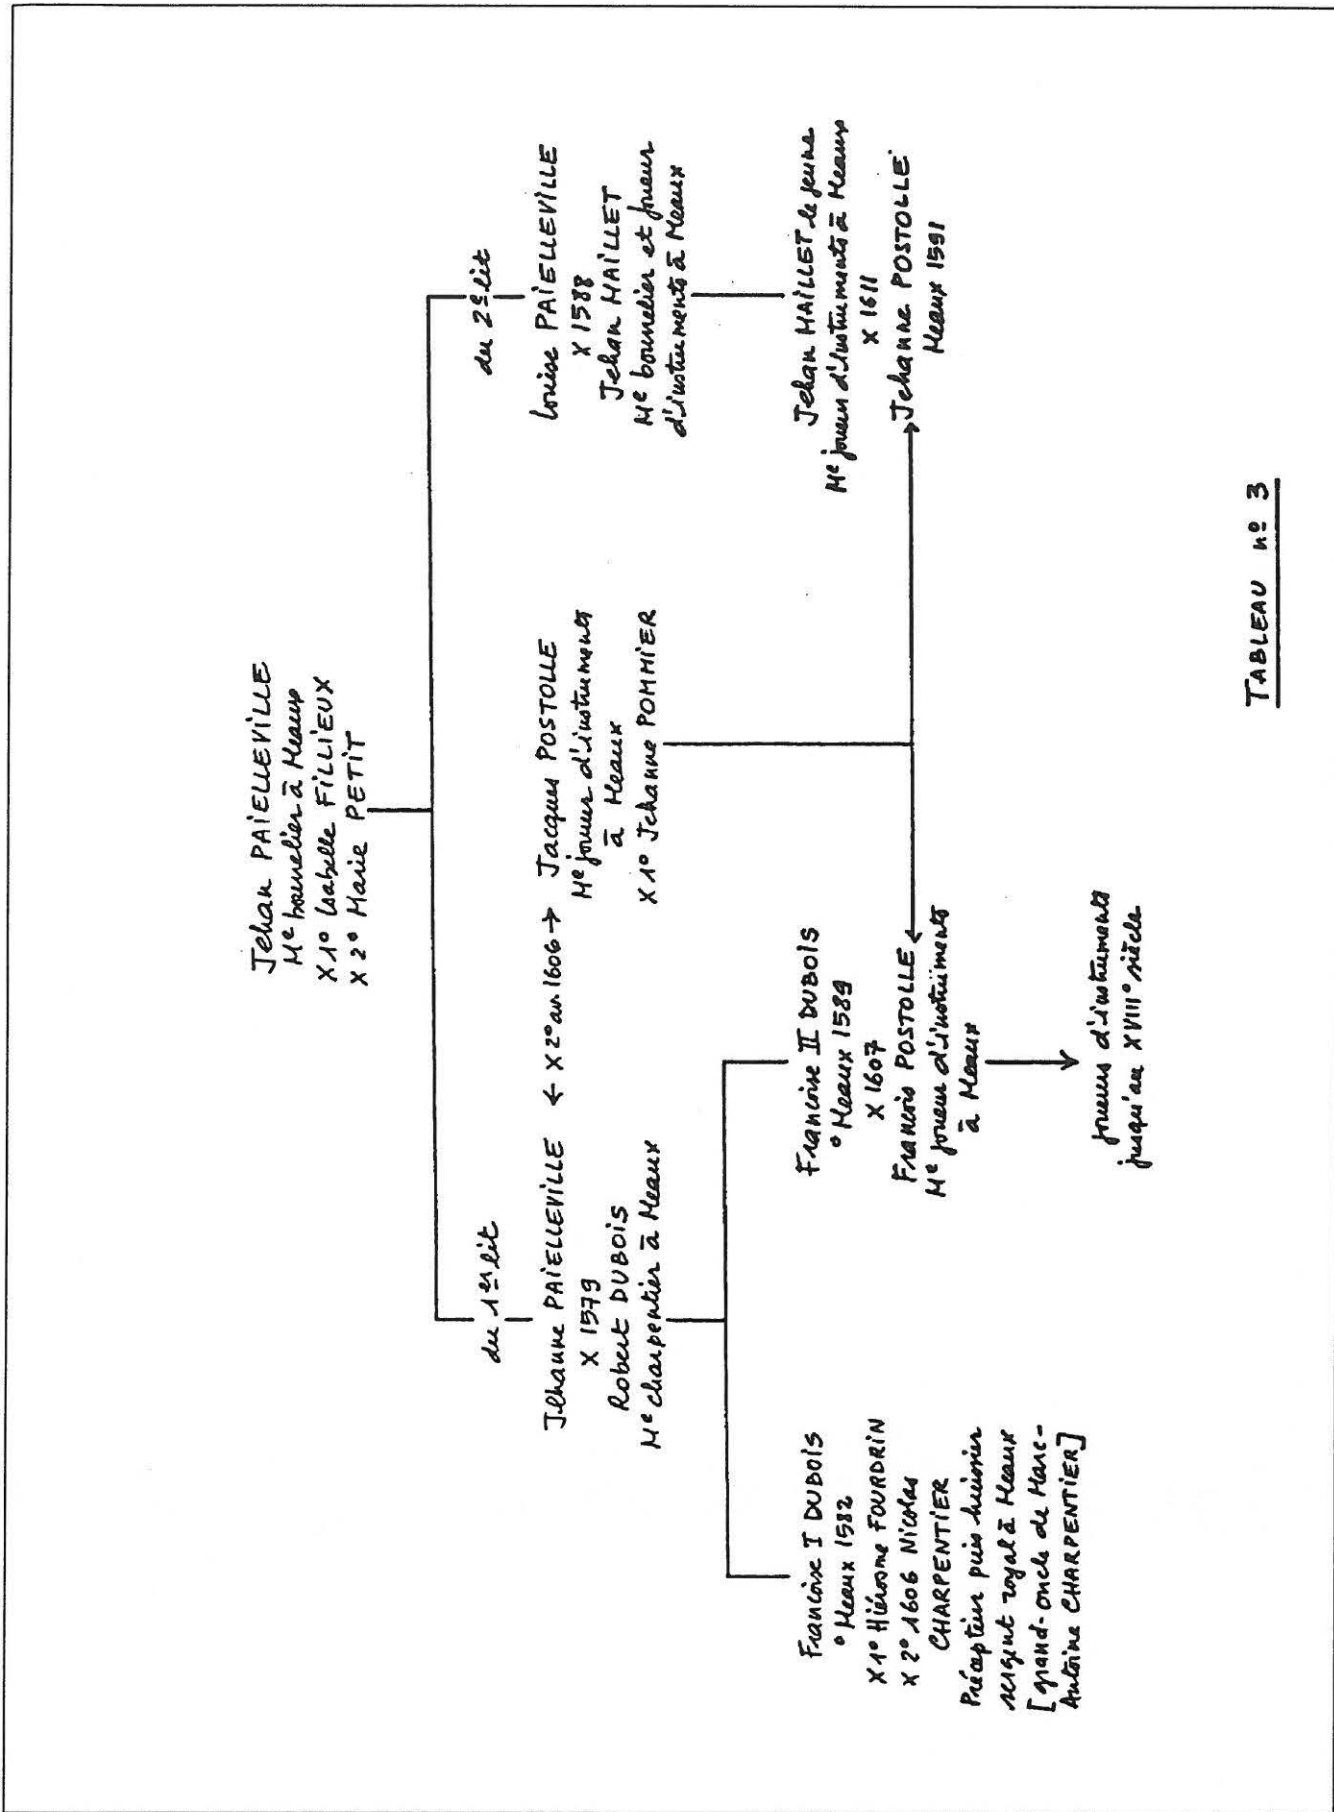 Jehan PAIELLEVILLE
Me bourrelier à Meaux
X 1° Isabelle FILLIEUX
X 2° Marie PETIT
du 1er lit
du 2e lit
Jehanne PAIELLEVILLE
X 1579
Robert DUBOIS
Me charpentier à Meaux
← X 2° av. 1606 →
Jacques POSTOLLE
Me joueur d'instruments
à Meaux
X 1° Jehanne POMMIER
Louise PAIELLEVILLE
X 1588
Jehan MAILLET
Me bourrelier et joueur
d'instruments à Meaux
Françoise I DUBOIS
° Meaux 1582
X 1° Hiérosme FOURDRIN
X 2° 1606 Nicolas
CHARPENTIER
Précepteur puis huissier
sergent royal à Meaux
[grand-oncle de Marc-
Antoine CHARPENTIER]
Françoise II DUBOIS
° Meaux 1589
X 1607
François POSTOLLE
Me joueur d'instruments
à Meaux
Jehan MAILLET le jeune
Me joueur d'instruments à Meaux
X 1611
Jehanne POSTOLLE
Meaux 1591
joueurs d'instruments
jusqu'au XVIII° siècle
TABLEAU nº 3